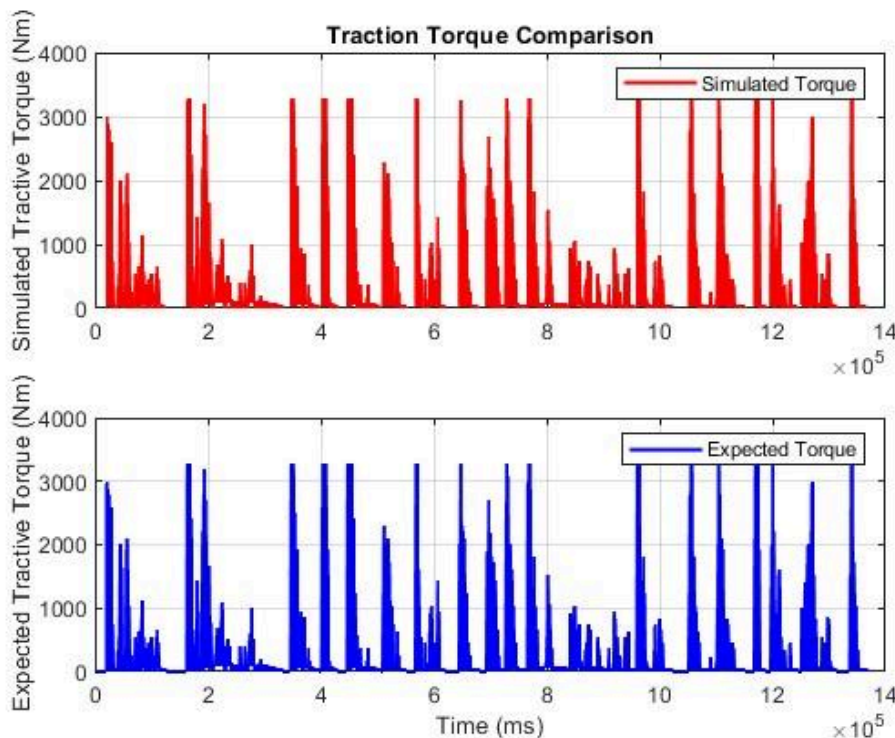 Traction Torque Comparison
Simulated Tractive Torque (Nm)
4000
3000
2000
1000
0
Simulated Torque
0 2 4 6 8 10 12 14
×10⁵
Expected Tractive Torque (Nm)
4000
3000
2000
1000
0
Expected Torque
0 2 4 6 8 10 12 14
Time (ms)
×10⁵